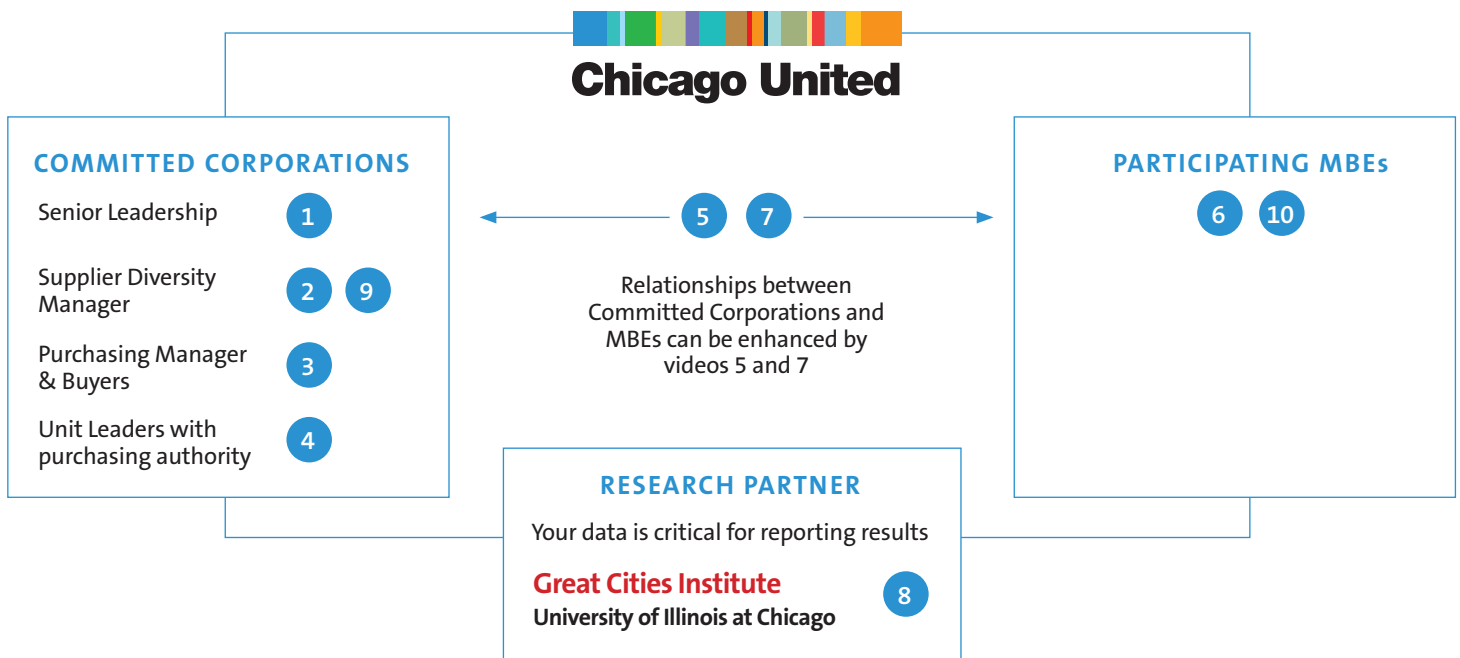 Chicago United
COMMITTED CORPORATIONS
Senior Leadership
1
Supplier Diversity
Manager
2 9
Purchasing Manager
& Buyers
3
Unit Leaders with
purchasing authority
4
5 7
Relationships between
Committed Corporations and
MBEs can be enhanced by
videos 5 and 7
PARTICIPATING MBEs
6 10
RESEARCH PARTNER
Your data is critical for reporting results
Great Cities Institute
University of Illinois at Chicago
8